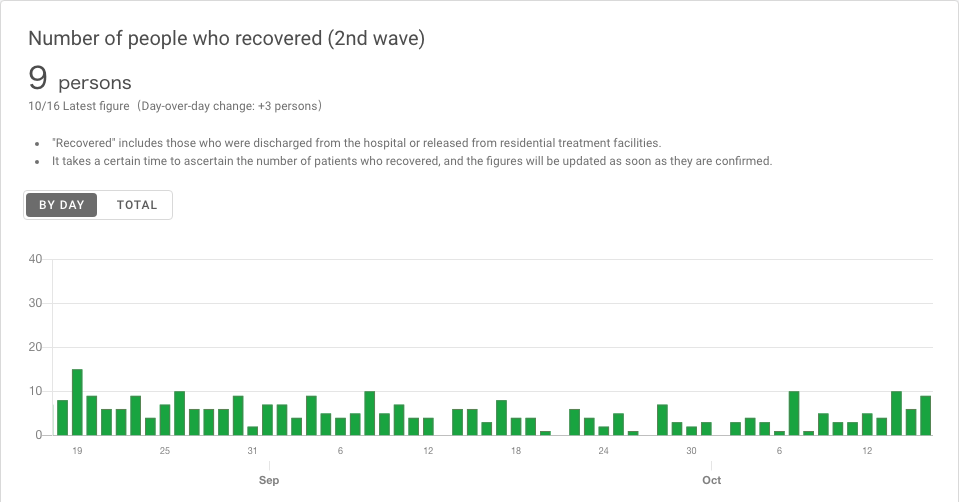 Number of people who recovered (2nd wave)
9 persons
10/16 Latest figure (Day-over-day change: +3 persons)
• "Recovered" includes those who were discharged from the hospital or released from residential treatment facilities.
• It takes a certain time to ascertain the number of patients who recovered, and the figures will be updated as soon as they are confirmed.
BY DAY TOTAL
40
30
20
10
0
19 25 31 6 12 18 24 30 6 12
Sep Oct